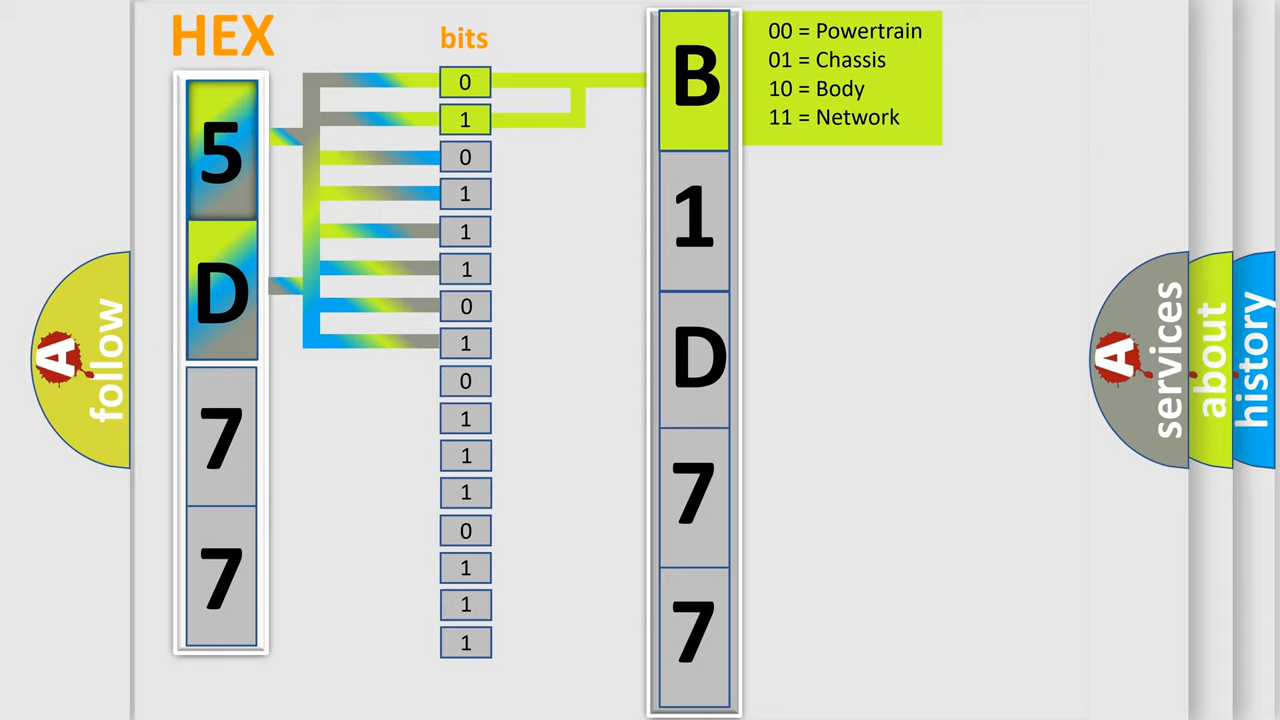 HEX
bits
5
D
7
7
0
1
0
1
1
1
0
1
0
1
1
1
0
1
1
1
B
1
D
7
7
00 = Powertrain
01 = Chassis
10 = Body
11 = Network
A
follow
A
services
about
history